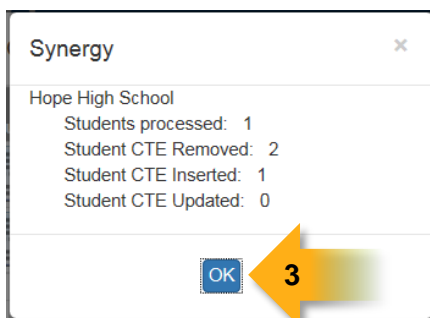 Synergy ×
Hope High School
Students processed: 1
Student CTE Removed: 2
Student CTE Inserted: 1
Student CTE Updated: 0
OK 3